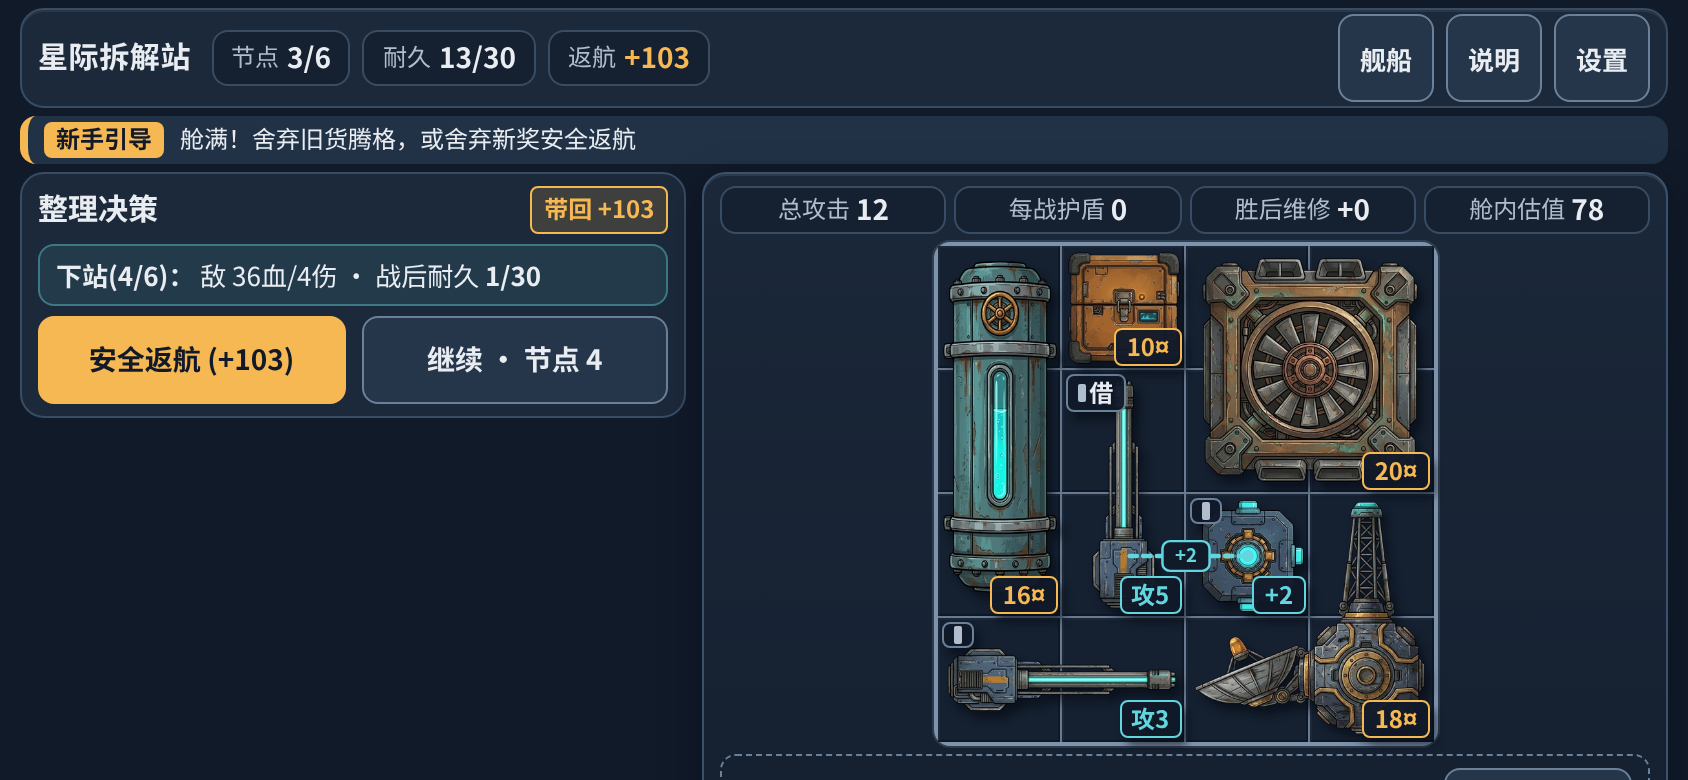 星际拆解站
节点 3/6
耐久 13/30
返航 +103
舰船
说明
设置
新手引导
舱满！舍弃旧货腾格，或舍弃新奖安全返航
整理决策
带回 +103
下站(4/6)： 敌 36血/4伤 · 战后耐久 1/30
安全返航 (+103)
继续 · 节点 4
总攻击 12
每战护盾 0
胜后维修 +0
舱内估值 78
10¤
借
20¤
+2
16¤
攻5
+2
攻3
18¤